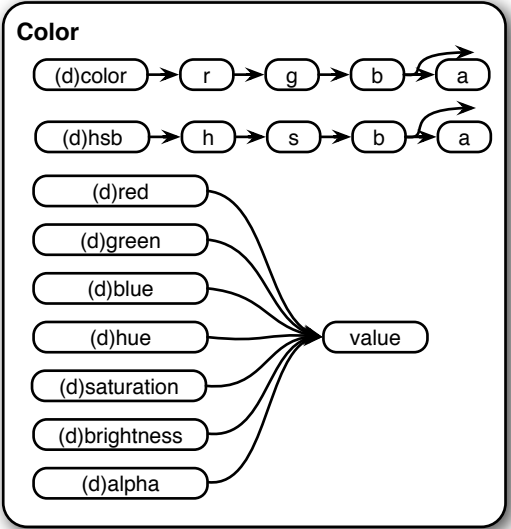 Color
(d)color r g b a
(d)hsb h s b a
(d)red
(d)green
(d)blue
(d)hue value
(d)saturation
(d)brightness
(d)alpha